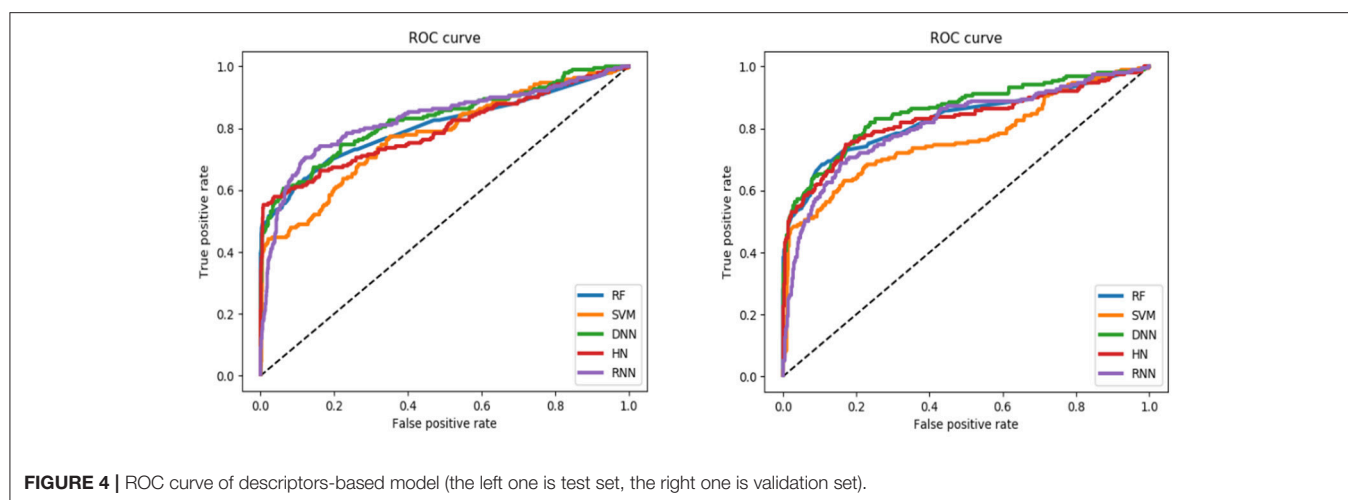 ROC curve
1.0
0.8
0.6
0.4
0.2
0.0
True positive rate
0.0 0.2 0.4 0.6 0.8 1.0
False positive rate
RF
SVM
DNN
HN
RNN
ROC curve
1.0
0.8
0.6
0.4
0.2
0.0
True positive rate
0.0 0.2 0.4 0.6 0.8 1.0
False positive rate
RF
SVM
DNN
HN
RNN
FIGURE 4 | ROC curve of descriptors-based model (the left one is test set, the right one is validation set).